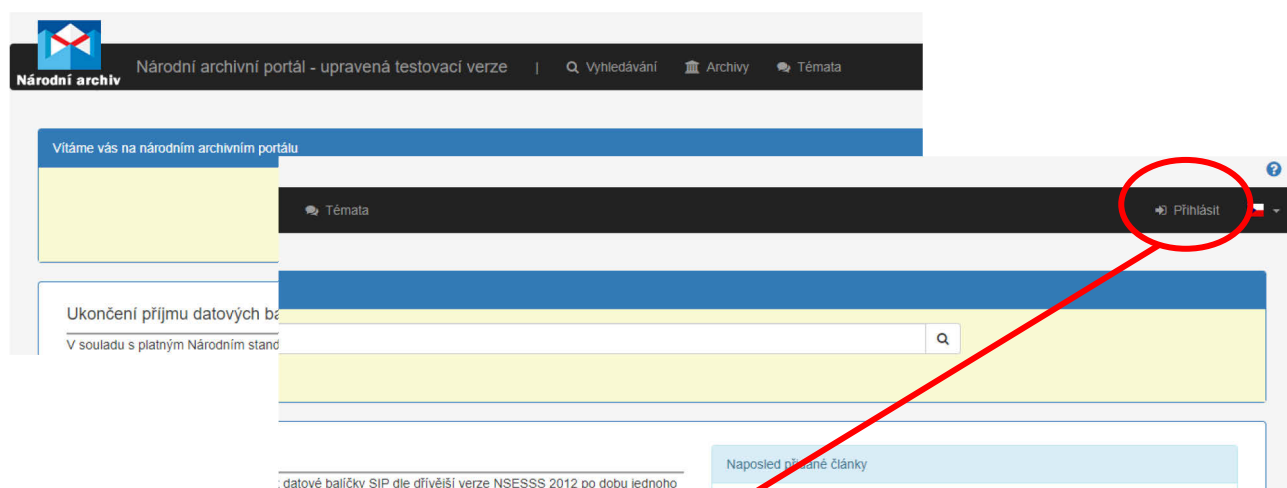 Národní archiv
Národní archivní portál - upravená testovací verze | Vyhledávání Archivy Témata
Vítáme vás na národním archivním portálu
Témata Přihlásit
Ukončení příjmu datových
V souladu s platným Národním stand
Naposled přidané články
datové balíčky SIP dle dřívější verze NSESSS 2012 po dobu jednoho